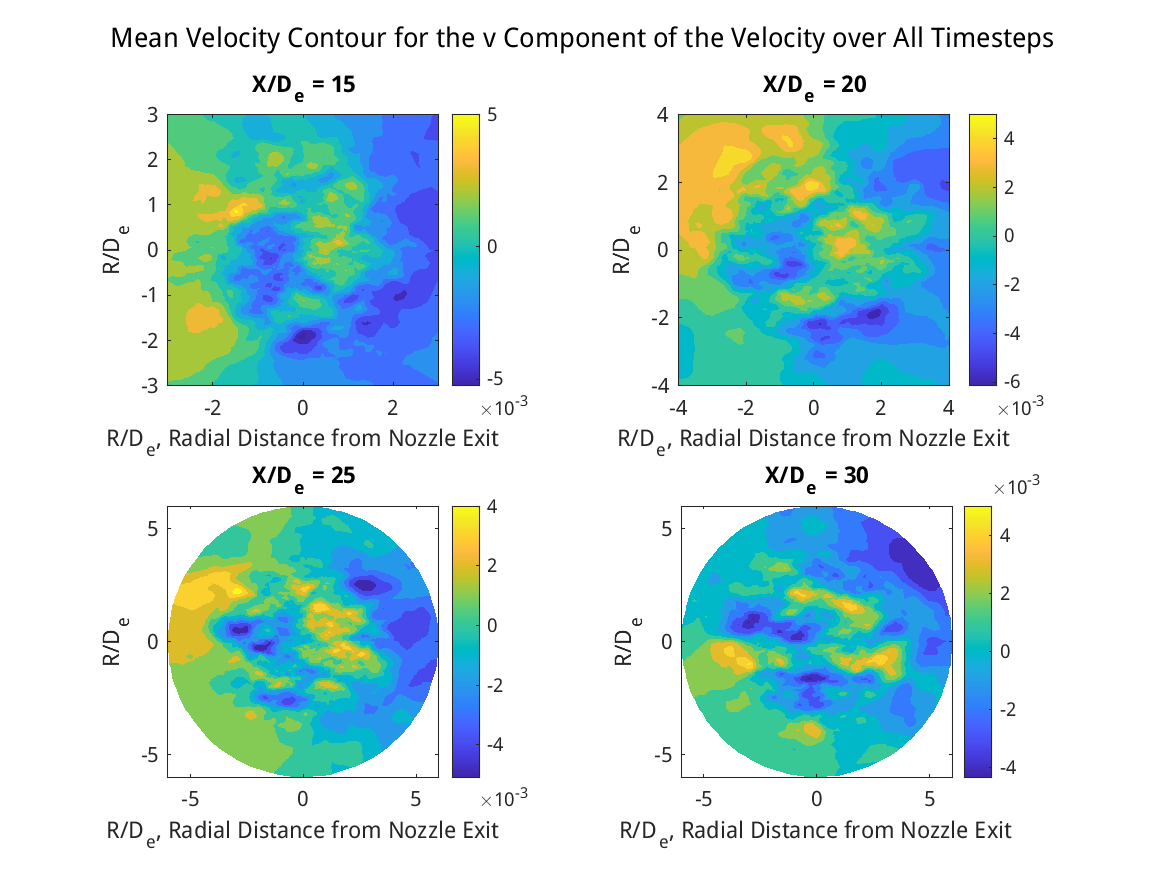 Mean Velocity Contour for the v Component of the Velocity over All Timesteps
X/De = 15
3
2
1
0
-1
-2
-3
R/De
-2 0 2
R/De, Radial Distance from Nozzle Exit
5
0
-5
×10-3
X/De = 20
4
2
0
-2
-4
R/De
-4 -2 0 2 4
R/De, Radial Distance from Nozzle Exit
4
2
0
-2
-4
-6
×10-3
X/De = 25
5
0
-5
R/De
-5 0 5
R/De, Radial Distance from Nozzle Exit
4
2
0
-2
-4
×10-3
X/De = 30
5
0
-5
R/De
-5 0 5
R/De, Radial Distance from Nozzle Exit
×10-3
4
2
0
-2
-4